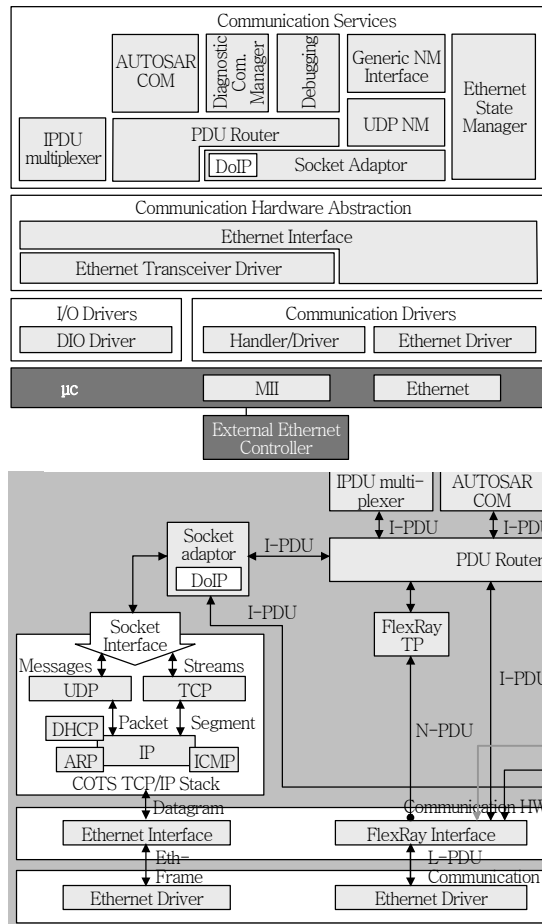 Communication Services
AUTOSAR
COM
Diagnostic
Com.
Manager
Debugging
Generic NM
Interface
Ethernet
State
Manager
IPDU
multiplexer
PDU Router
UDP NM
DoIP
Socket Adaptor
Communication Hardware Abstraction
Ethernet Interface
Ethernet Transceiver Driver
I/O Drivers
DIO Driver
Communication Drivers
Handler/Driver
Ethernet Driver
μc
MII
Ethernet
External Ethernet
Controller
IPDU multi-
plexer
AUTOSAR
COM
I-PDU
I-PDU
Socket
adaptor
DoIP
I-PDU
PDU Router
I-PDU
Socket
Interface
FlexRay
TP
I-PDU
Messages
Streams
UDP
TCP
DHCP
Packet
Segment
N-PDU
ARP
IP
ICMP
COTS TCP/IP Stack
Datagram
Communication HW
Ethernet Interface
FlexRay Interface
Eth-
Frame
L-PDU
Communication
Ethernet Driver
Ethernet Driver